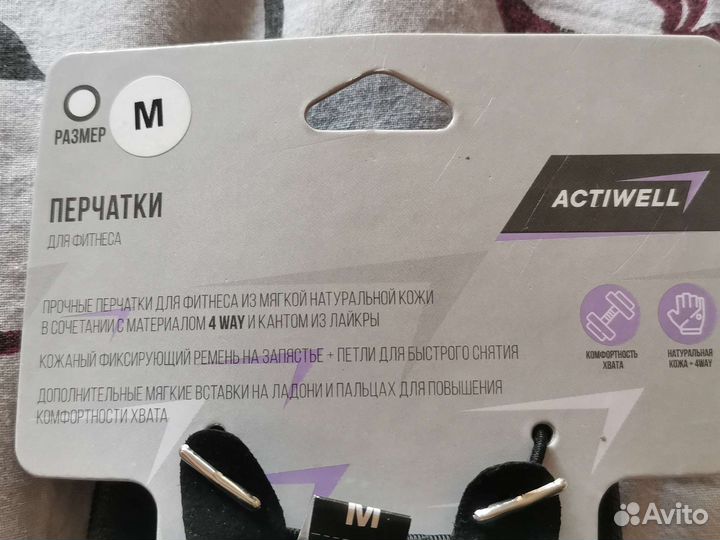 РАЗМЕР
M
ПЕРЧАТКИ
ДЛЯ ФИТНЕСА
ACTIWELL
ПРОЧНЫЕ ПЕРЧАТКИ ДЛЯ ФИТНЕСА ИЗ МЯГКОЙ НАТУРАЛЬНОЙ КОЖИ
В СОЧЕТАНИИ С МАТЕРИАЛОМ 4 WAY И КАНТОМ ИЗ ЛАЙКРЫ
КОЖАНЫЙ ФИКСИРУЮЩИЙ РЕМЕНЬ НА ЗАПЯСТЬЕ + ПЕТЛИ ДЛЯ БЫСТРОГО СНЯТИЯ
ДОПОЛНИТЕЛЬНЫЕ МЯГКИЕ ВСТАВКИ НА ЛАДОНИ И ПАЛЬЦАХ ДЛЯ ПОВЫШЕНИЯ
КОМФОРТНОСТИ ХВАТА
КОМФОРТНОСТЬ
ХВАТА
НАТУРАЛЬНАЯ
КОЖА + 4WAY
M
Avito